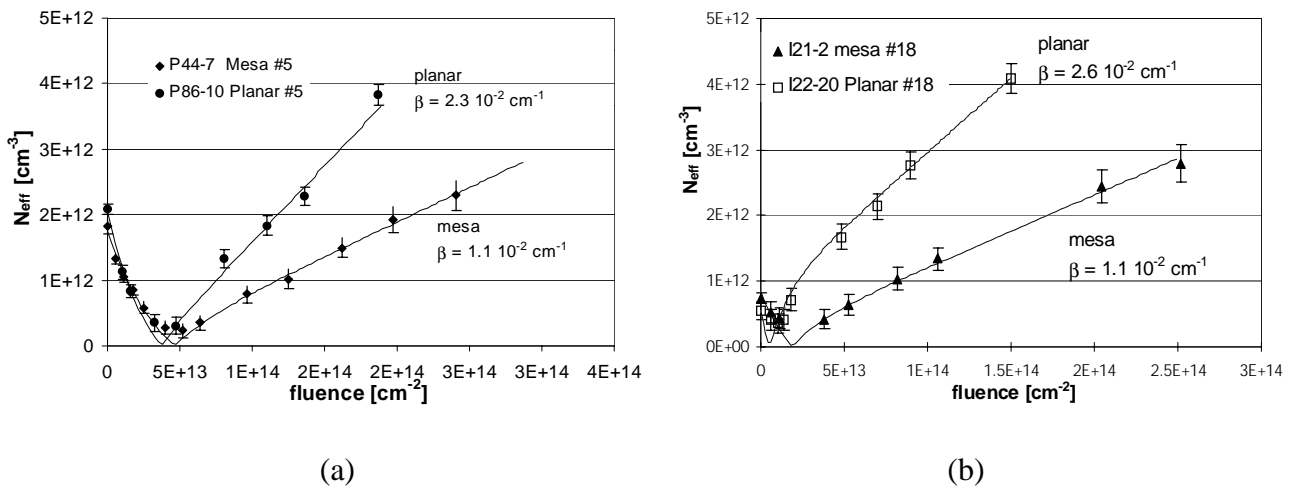 5E+12
4E+12
3E+12
2E+12
1E+12
0
Neff [cm-3]
P44-7 Mesa #5
P86-10 Planar #5
planar
β = 2.3 10-2 cm-1
mesa
β = 1.1 10-2 cm-1
0 5E+13 1E+14 2E+14 2E+14 3E+14 3E+14 4E+14
fluence [cm-2]
(a)
5E+12
4E+12
3E+12
2E+12
1E+12
0E+00
Neff [cm-3]
I21-2 mesa #18
I22-20 Planar #18
planar
β = 2.6 10-2 cm-1
mesa
β = 1.1 10-2 cm-1
0 5E+13 1E+14 1.5E+14 2E+14 2.5E+14 3E+14
fluence [cm-2]
(b)